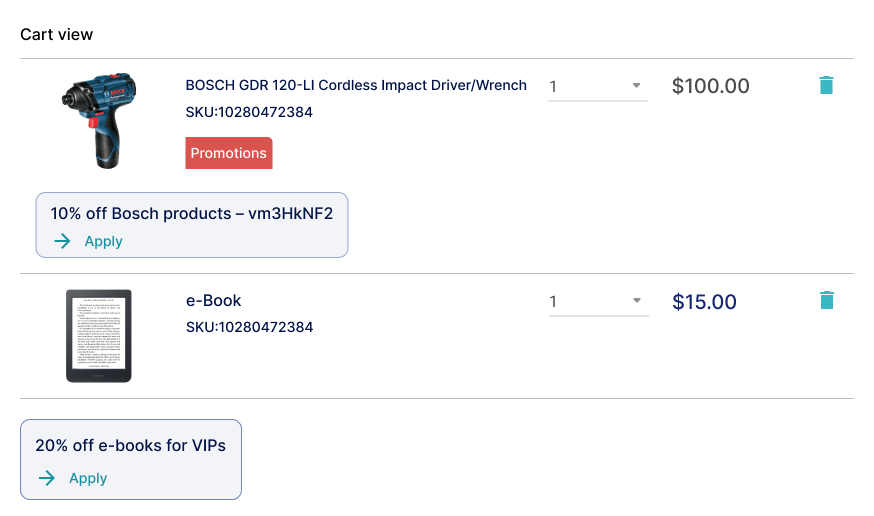 Cart view
BOSCH GDR 120-LI Cordless Impact Driver/Wrench
1
$100.00
SKU:10280472384
BOSCH
Promotions
10% off Bosch products – vm3HkNF2
Apply
e-Book
1
$15.00
SKU:10280472384
20% off e-books for VIPs
Apply